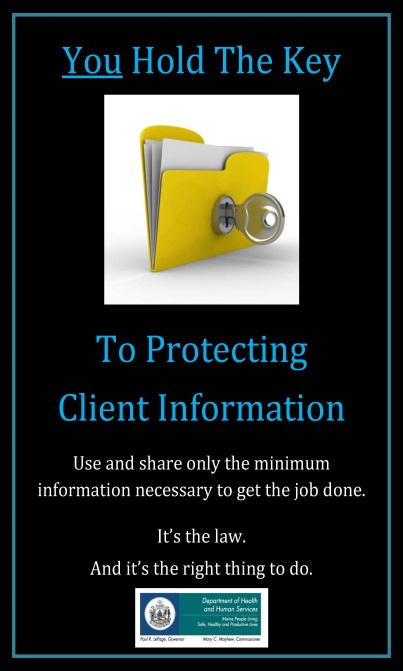 You Hold The Key
To Protecting
Client Information
Use and share only the minimum
information necessary to get the job done.
It's the law.
And it's the right thing to do.
Department of Health
and Human Services
Maine People Living
Safe, Healthy and Productive Lives
Paul R. LePage, Governor Mary C. Mayhew, Commissioner